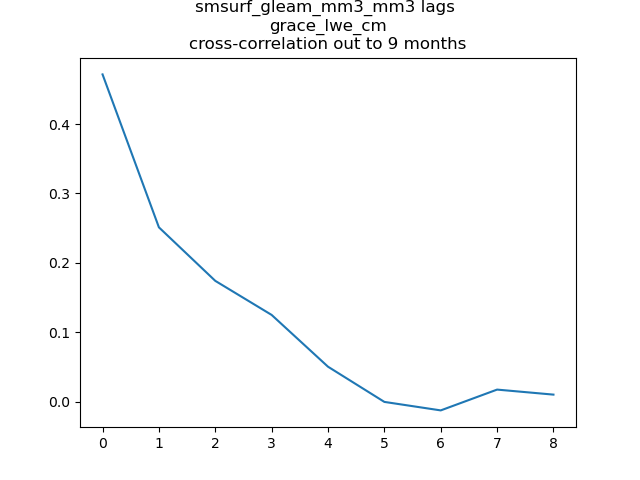 smsurf_gleam_mm3_mm3 lags
grace_lwe_cm
cross-correlation out to 9 months
0.4
0.3
0.2
0.1
0.0
0 1 2 3 4 5 6 7 8